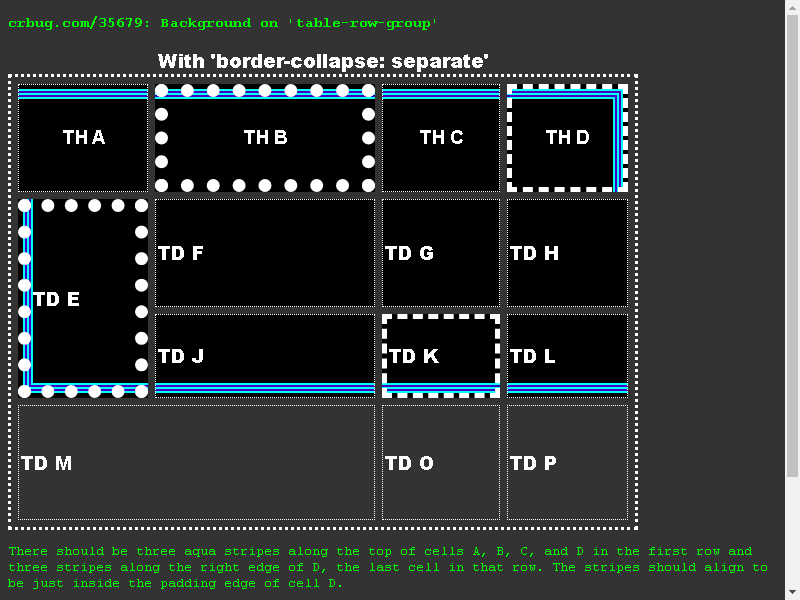 crbug.com/35679: Background on 'table-row-group'
With 'border-collapse: separate'
TH A TH B TH C TH D
TD E
TD F TD G TD H
TD J TD K TD L
TD M TD O TD P
There should be three aqua stripes along the top of cells A, B, C, and D in the first row and
three stripes along the right edge of D, the last cell in that row. The stripes should align to
be just inside the padding edge of cell D.